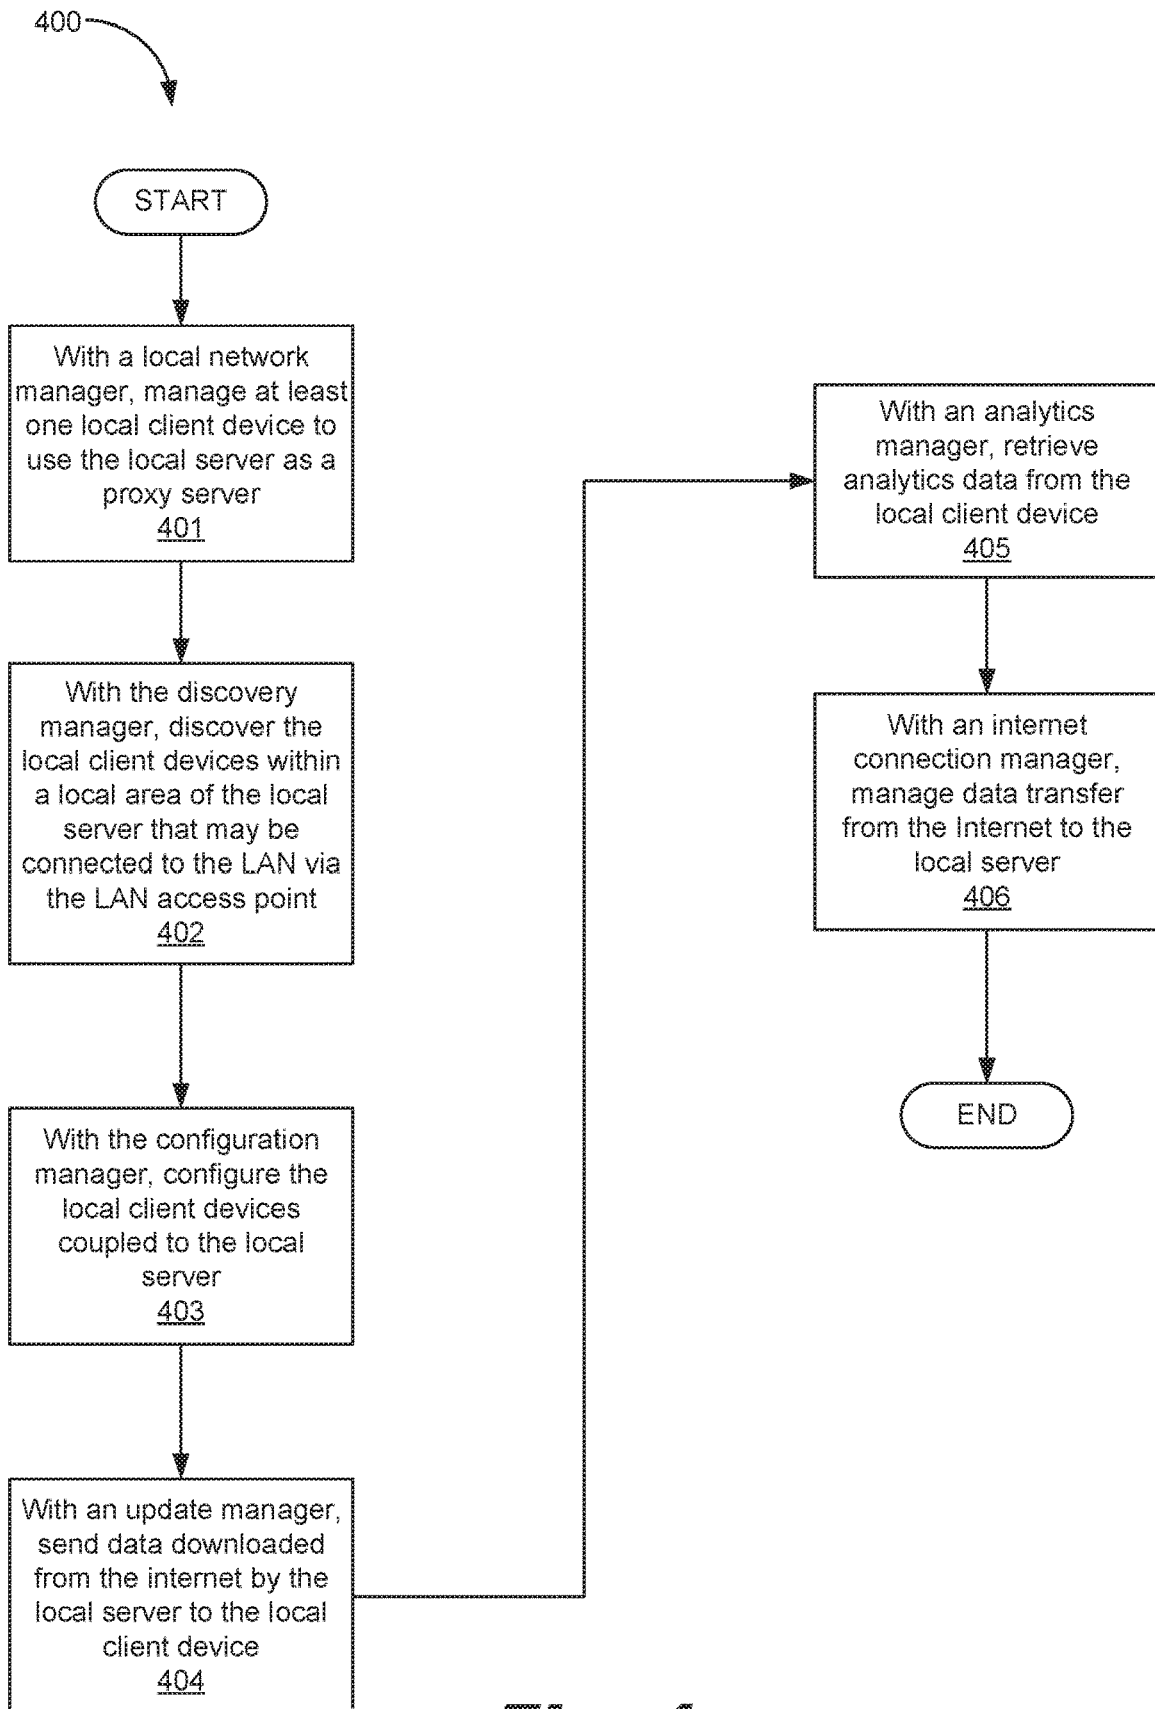 400
START
With a local network
manager, manage at least
one local client device to
use the local server as a
proxy server
401
With the discovery
manager, discover the
local client devices within
a local area of the local
server that may be
connected to the LAN via
the LAN access point
402
With the configuration
manager, configure the
local client devices
coupled to the local
server
403
With an update manager,
send data downloaded
from the internet by the
local server to the local
client device
404
With an analytics
manager, retrieve
analytics data from the
local client device
405
With an internet
connection manager,
manage data transfer
from the Internet to the
local server
406
END